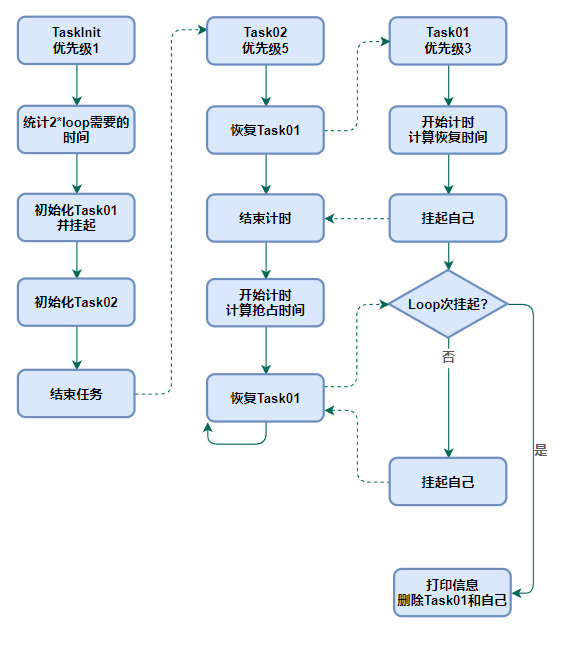 TaskInit
优先级1
统计2*loop需要的
时间
初始化Task01
并挂起
初始化Task02
结束任务
Task02
优先级5
恢复Task01
结束计时
开始计时
计算抢占时间
恢复Task01
Task01
优先级3
开始计时
计算恢复时间
挂起自己
Loop次挂起?
否
是
挂起自己
打印信息
删除Task01和自己